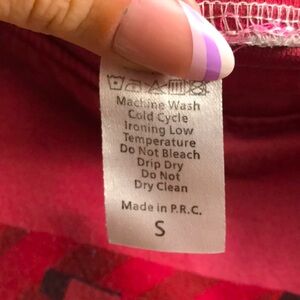 Machine Wash
Cold Cycle
Ironing Low
Temperature
Do Not Bleach
Drip Dry
Do Not
Dry Clean
Made in P.R.C.
S